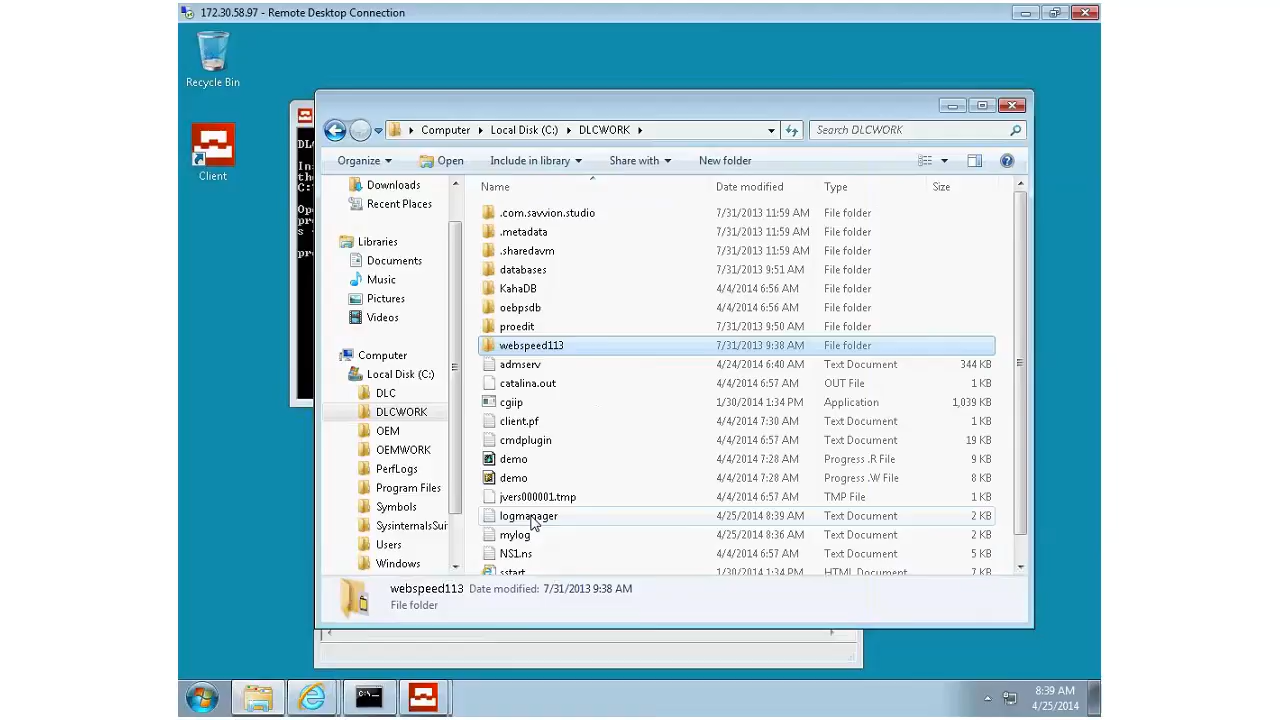 172.30.58.97 - Remote Desktop Connection
Recycle Bin
Client
Computer Local Disk (C:) DLCWORK
Search DLCWORK
Organize Open Include in library Share with New folder
Name Date modified Type Size
Downloads
Recent Places
Libraries
Documents
Music
Pictures
Videos
Computer
Local Disk (C:)
DLC
DLCWORK
OEM
OEMWORK
PerfLogs
Program Files
Symbols
SysinternalsSui
Users
Windows
.com.savvion.studio 7/31/2013 11:59 AM File folder
.metadata 7/31/2013 11:59 AM File folder
.sharedavm 7/31/2013 11:59 AM File folder
databases 7/31/2013 9:51 AM File folder
KahaDB 4/4/2014 6:56 AM File folder
oebpsdb 4/4/2014 6:56 AM File folder
proedit 7/31/2013 9:50 AM File folder
webspeed113 7/31/2013 9:38 AM File folder
admserv 4/24/2014 6:40 AM Text Document 344 KB
catalina.out 4/4/2014 6:57 AM OUT File 1 KB
cgiip 1/30/2014 1:34 PM Application 1,039 KB
client.pf 4/4/2014 7:30 AM Text Document 1 KB
cmdplugin 4/4/2014 6:57 AM Text Document 19 KB
demo 4/4/2014 7:28 AM Progress .R File 9 KB
demo 4/4/2014 7:28 AM Progress .W File 8 KB
jvers000001.tmp 4/4/2014 6:57 AM TMP File 1 KB
logmanager 4/25/2014 8:39 AM Text Document 2 KB
mylog 4/25/2014 8:36 AM Text Document 2 KB
NS1.ns 4/4/2014 6:57 AM Text Document 5 KB
sstart 1/30/2014 1:34 PM HTML Document 7 KB
webspeed113 Date modified: 7/31/2013 9:38 AM
File folder
8:39 AM
4/25/2014